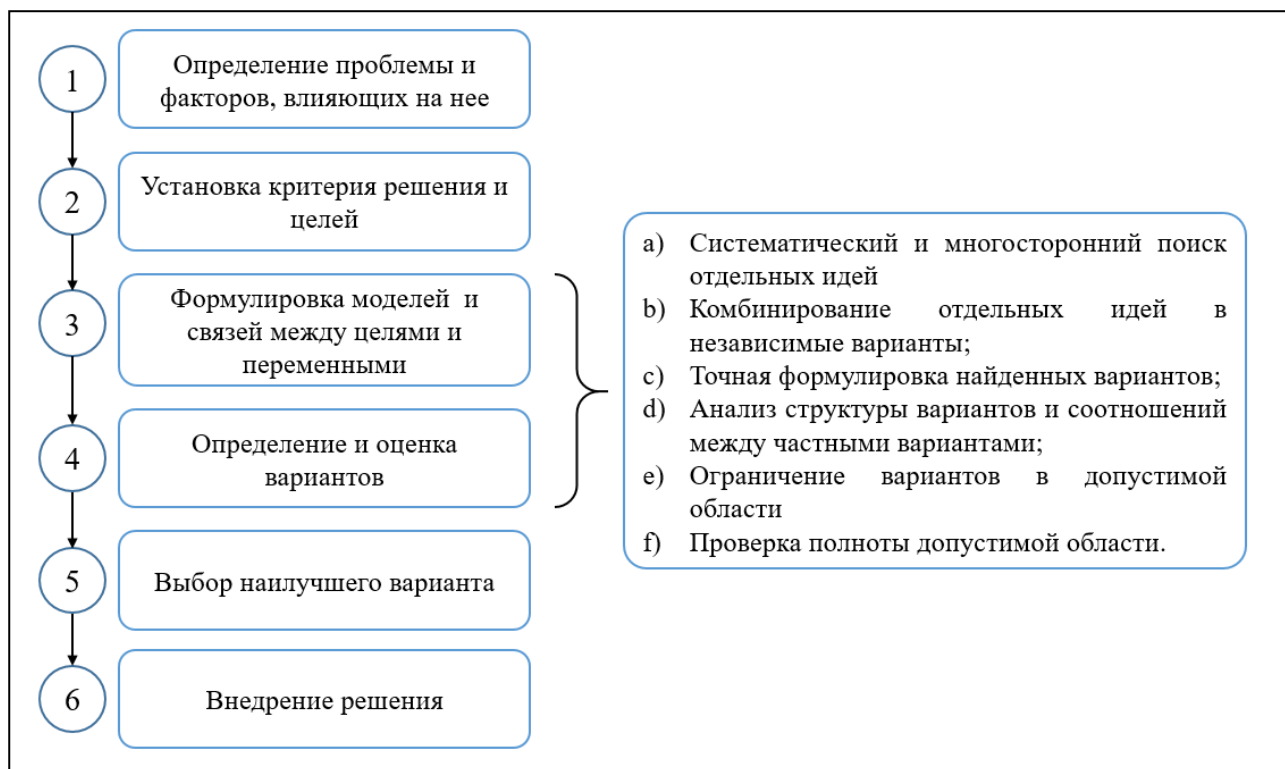 1
Определение проблемы и
факторов, влияющих на нее
2
Установка критерия решения и
целей
3
Формулировка моделей и
связей между целями и
переменными
4
Определение и оценка
вариантов
5
Выбор наилучшего варианта
6
Внедрение решения
a) Систематический и многосторонний поиск
отдельных идей
b) Комбинирование отдельных идей в
независимые варианты;
c) Точная формулировка найденных вариантов;
d) Анализ структуры вариантов и соотношений
между частными вариантами;
e) Ограничение вариантов в допустимой
области
f) Проверка полноты допустимой области.